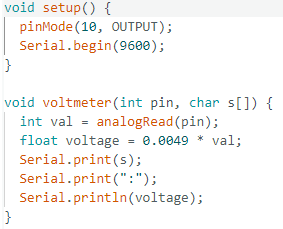 void setup() {
  pinMode(10, OUTPUT);
  Serial.begin(9600);
}

void voltmeter(int pin, char s[]) {
  int val = analogRead(pin);
  float voltage = 0.0049 * val;
  Serial.print(s);
  Serial.print(":");
  Serial.println(voltage);
}